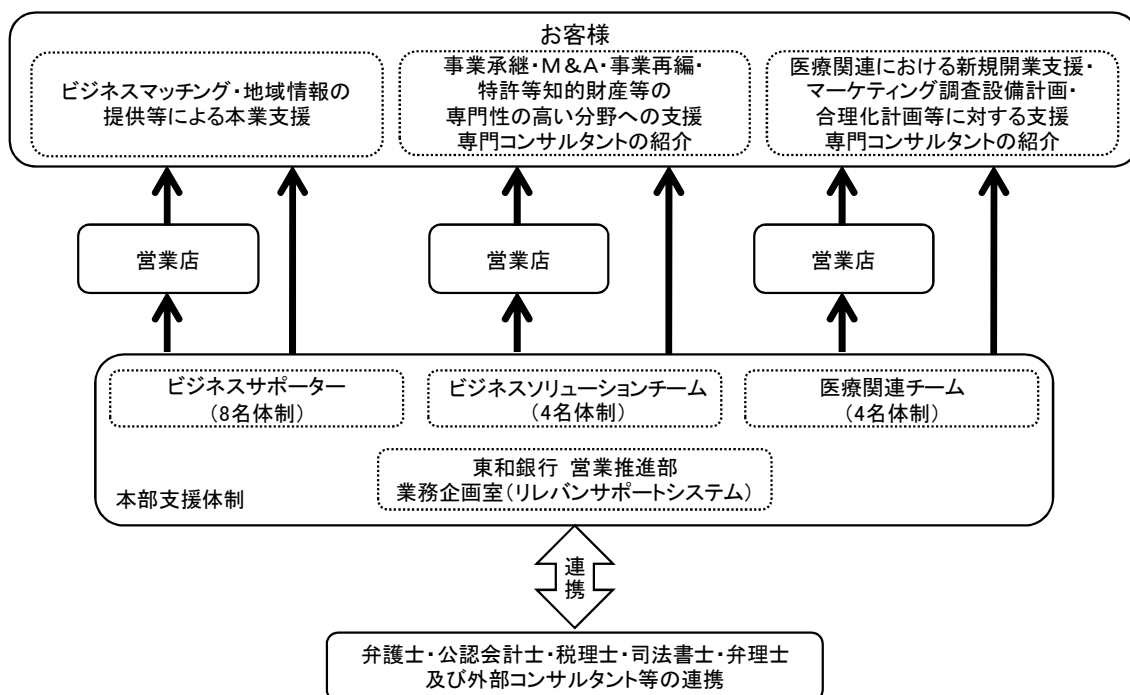 お客様
ビジネスマッチング・地域情報の
提供等による本業支援
事業承継・M&A・事業再編・
特許等知的財産等の
専門性の高い分野への支援
専門コンサルタントの紹介
医療関連における新規開業支援・
マーケティング調査設備計画・
合理化計画等に対する支援
専門コンサルタントの紹介
営業店
営業店
営業店
ビジネスサポーター
(8名体制)
ビジネスソリューションチーム
(4名体制)
医療関連チーム
(4名体制)
東和銀行 営業推進部
業務企画室(リレバンサポートシステム)
本部支援体制
連携
弁護士・公認会計士・税理士・司法書士・弁理士
及び外部コンサルタント等の連携